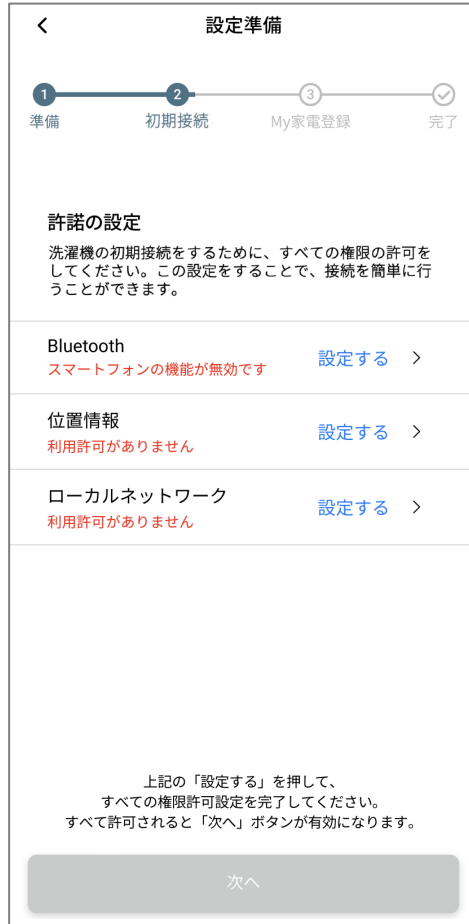 設定準備
1
2
3
準備
初期接続
My家電登録
完了
許諾の設定
洗濯機の初期接続をするために、すべての権限の許可を
してください。この設定をすることで、接続を簡単に行
うことができます。
Bluetooth
設定する
スマートフォンの機能が無効です
位置情報
設定する
利用許可がありません
ローカルネットワーク
設定する
利用許可がありません
上記の「設定する」を押して、
すべての権限許可設定を完了してください。
すべて許可されると「次へ」ボタンが有効になります。
次へ